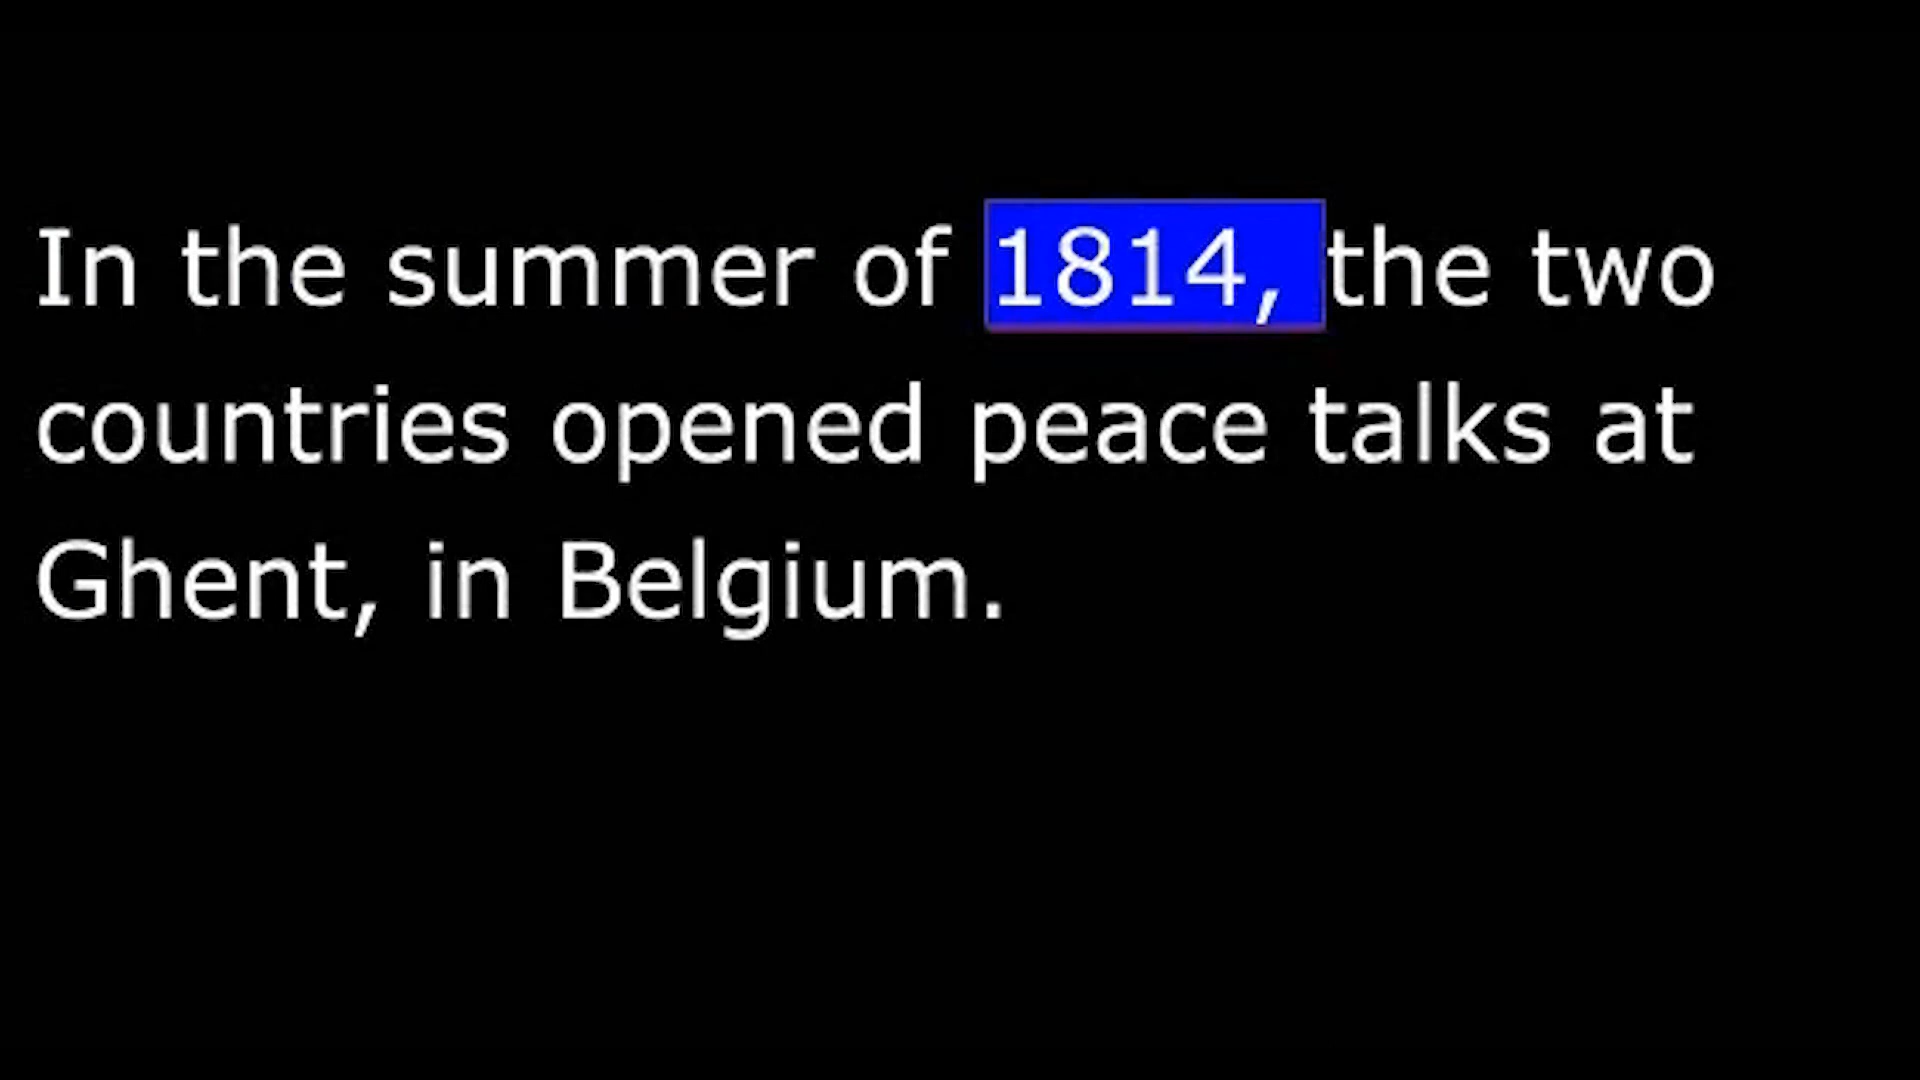 In the summer of 1814, the two
countries opened peace talks at
Ghent, in Belgium.